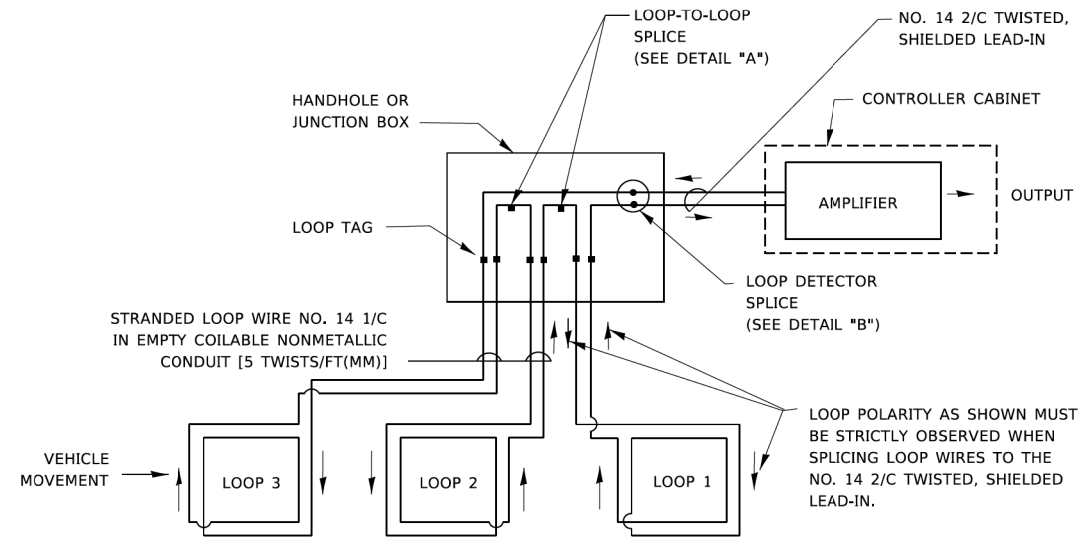 LOOP-TO-LOOP
SPLICE
(SEE DETAIL "A")
NO. 14 2/C TWISTED,
SHIELDED LEAD-IN
HANDHOLE OR
JUNCTION BOX
CONTROLLER CABINET
AMPLIFIER
OUTPUT
LOOP TAG
LOOP DETECTOR
SPLICE
(SEE DETAIL "B")
STRANDED LOOP WIRE NO. 14 1/C
IN EMPTY COILABLE NONMETALLIC
CONDUIT [5 TWISTS/FT(MM)]
LOOP POLARITY AS SHOWN MUST
BE STRICTLY OBSERVED WHEN
SPLICING LOOP WIRES TO THE
NO. 14 2/C TWISTED, SHIELDED
LEAD-IN.
VEHICLE
MOVEMENT
LOOP 3
LOOP 2
LOOP 1